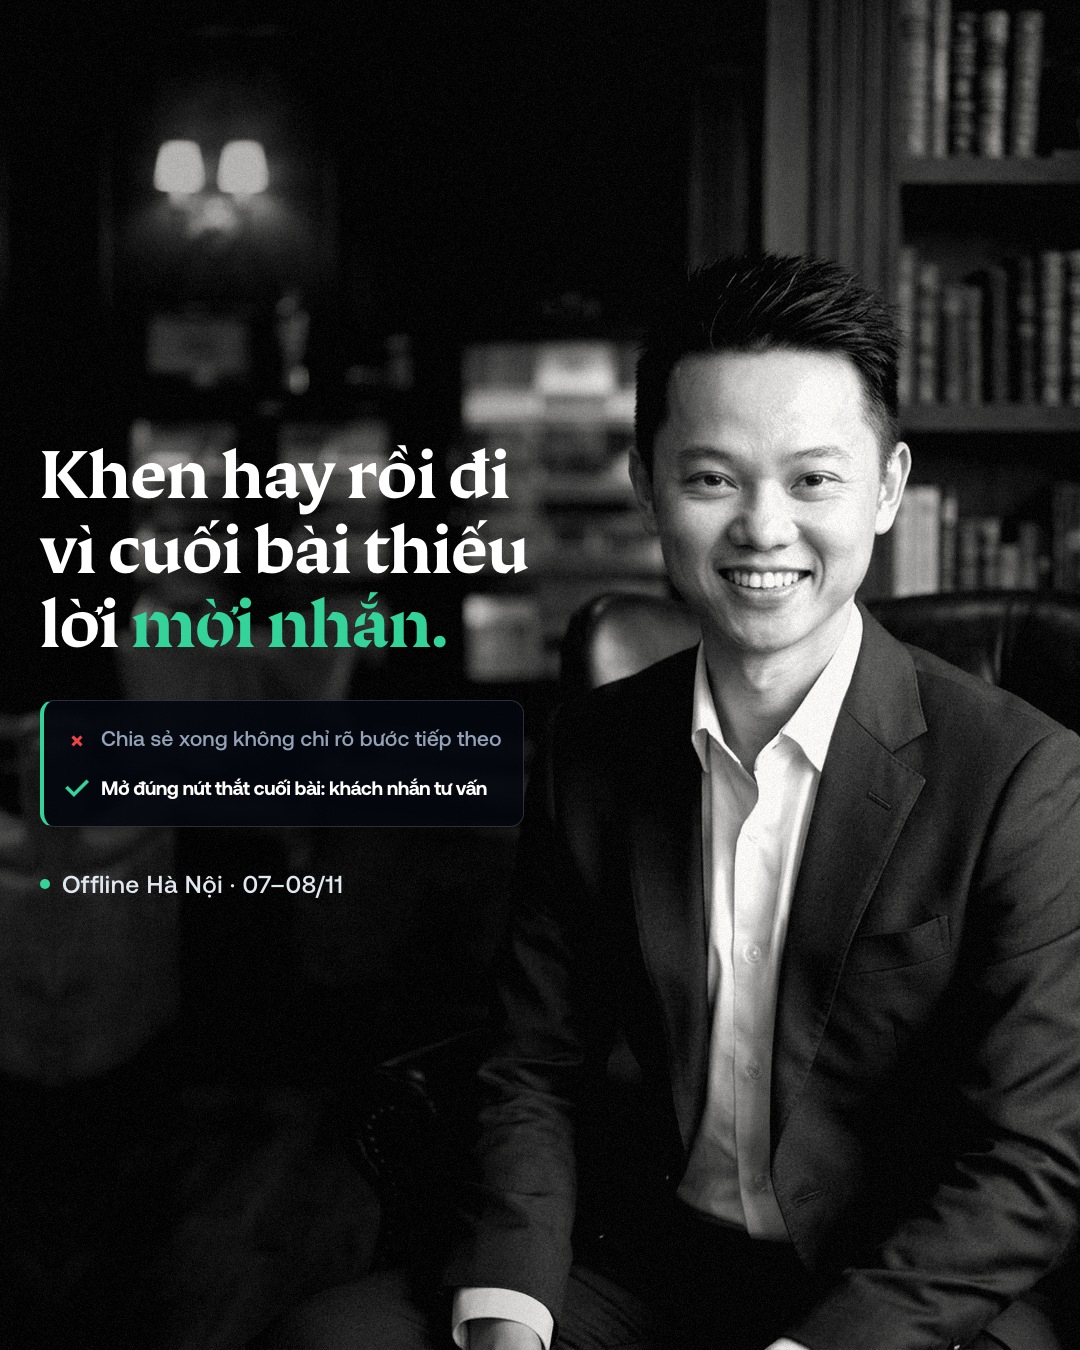 Khen hay rồi đi
vì cuối bài thiếu
lời mời nhắn.
Chia sẻ xong không chỉ rõ bước tiếp theo
Mở đúng nút thắt cuối bài: khách nhắn tư vấn
Offline Hà Nội · 07–08/11